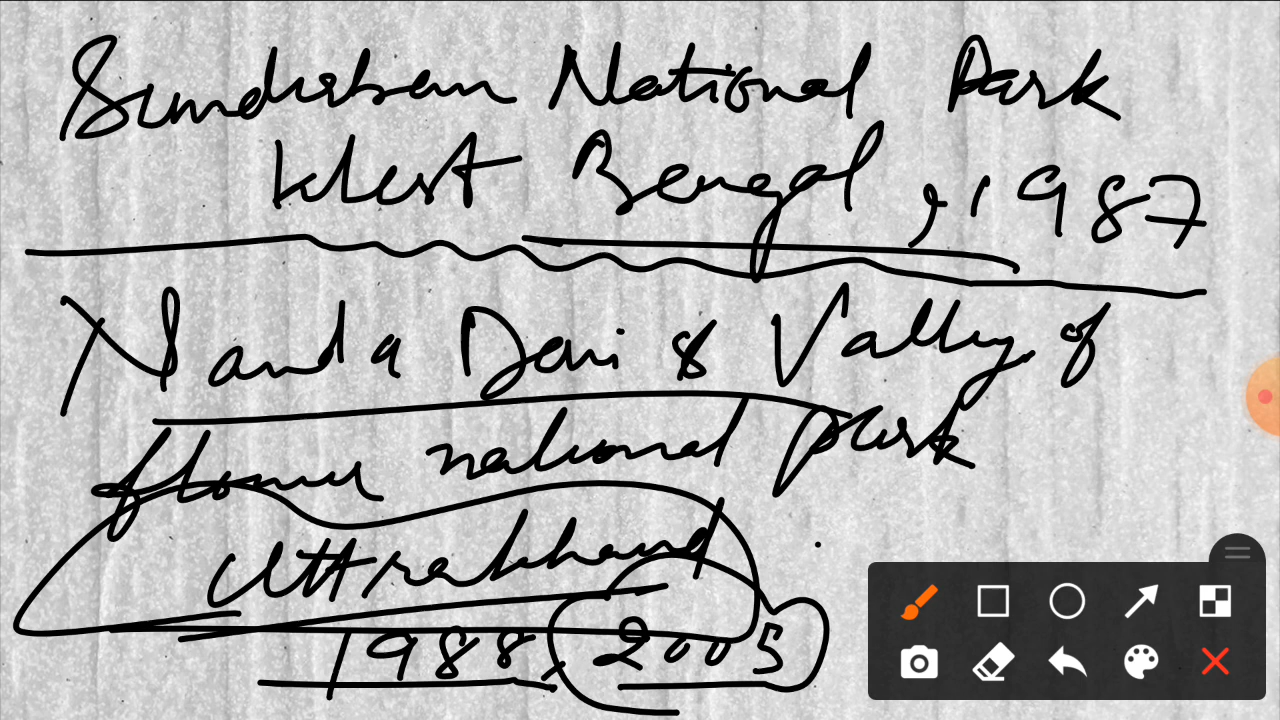 Sundarban National Park
West Bengal, 1987
Nanda Devi & Valley of
flower national park
Uttrakhand
1988, 2005